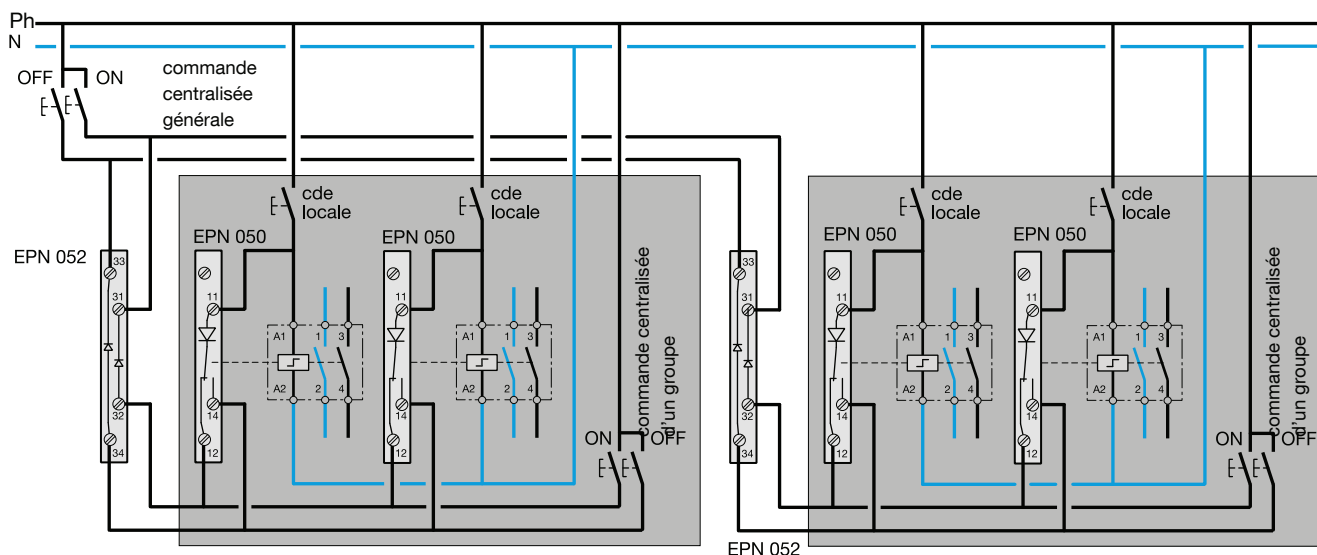 Ph
N
OFF
ON
commande
centralisée
générale
cde
locale
cde
locale
cde
locale
cde
locale
EPN 052
EPN 050
EPN 050
EPN 050
EPN 050
33
31
32
34
11
14
12
A1
A2
1
3
2
4
11
14
12
A1
A2
1
3
2
4
commande centralisée
d'un groupe
ON
OFF
33
31
32
34
11
14
12
A1
A2
1
3
2
4
11
14
12
A1
A2
1
3
2
4
commande centralisée
d'un groupe
ON
OFF
EPN 052